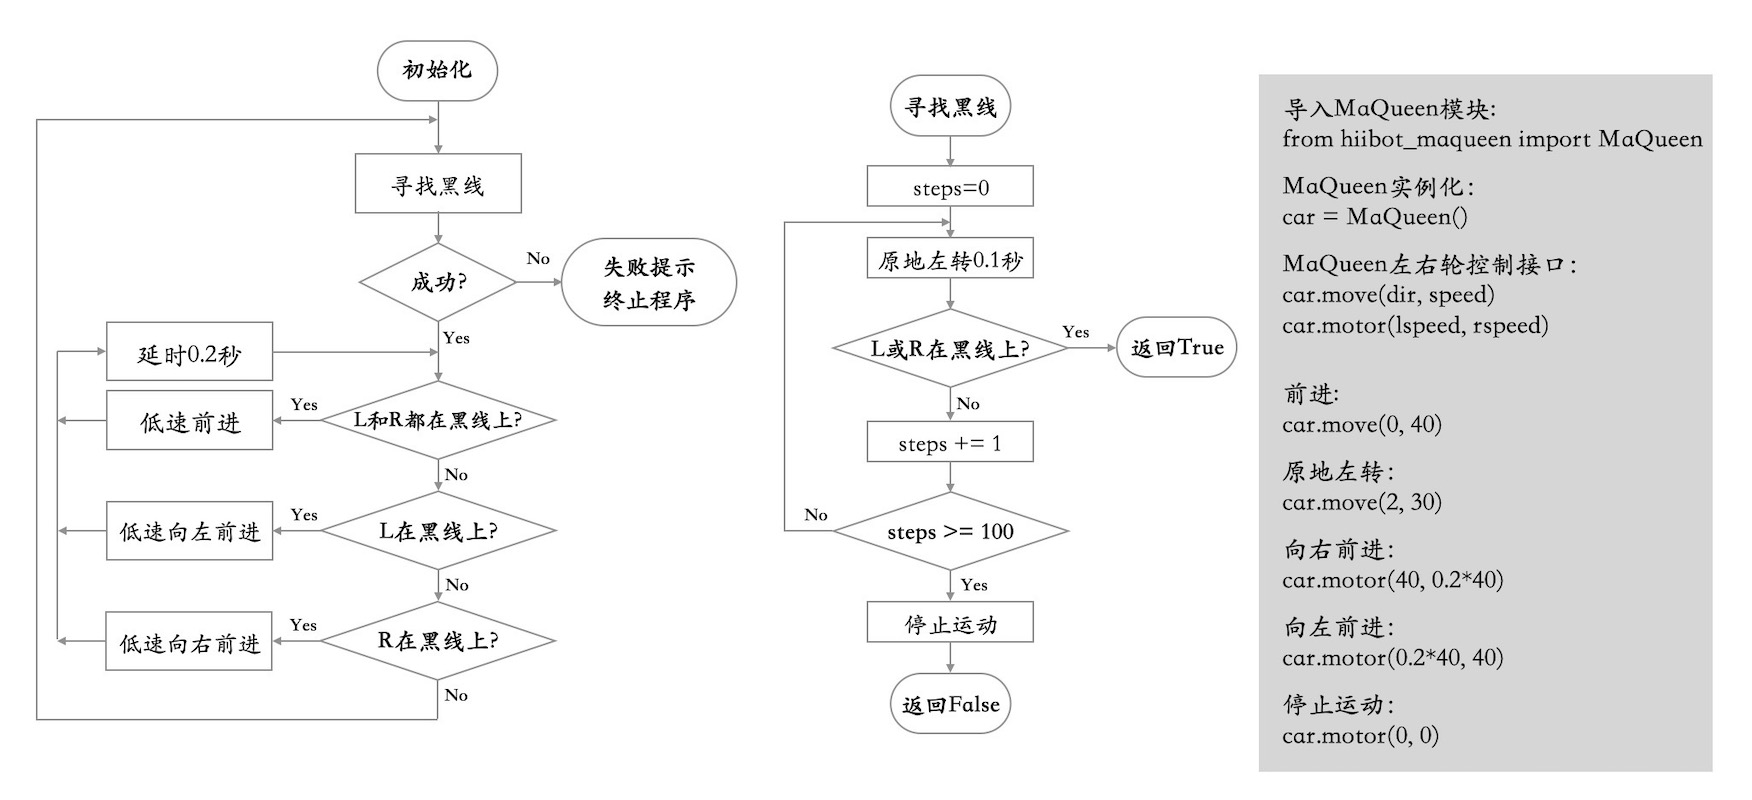 初始化
寻找黑线
成功?
No
失败提示
终止程序
Yes
延时0.2秒
L和R都在黑线上?
Yes
低速前进
No
L在黑线上?
Yes
低速向左前进
No
R在黑线上?
Yes
低速向右前进
No
寻找黑线
steps=0
原地左转0.1秒
L或R在黑线上?
Yes
返回True
No
steps += 1
steps >= 100
No
Yes
停止运动
返回False
导入MaQueen模块:
from hiibot_maqueen import MaQueen
MaQueen实例化:
car = MaQueen()
MaQueen左右轮控制接口:
car.move(dir, speed)
car.motor(lspeed, rspeed)
前进:
car.move(0, 40)
原地左转:
car.move(2, 30)
向右前进:
car.motor(40, 0.2*40)
向左前进:
car.motor(0.2*40, 40)
停止运动:
car.motor(0, 0)